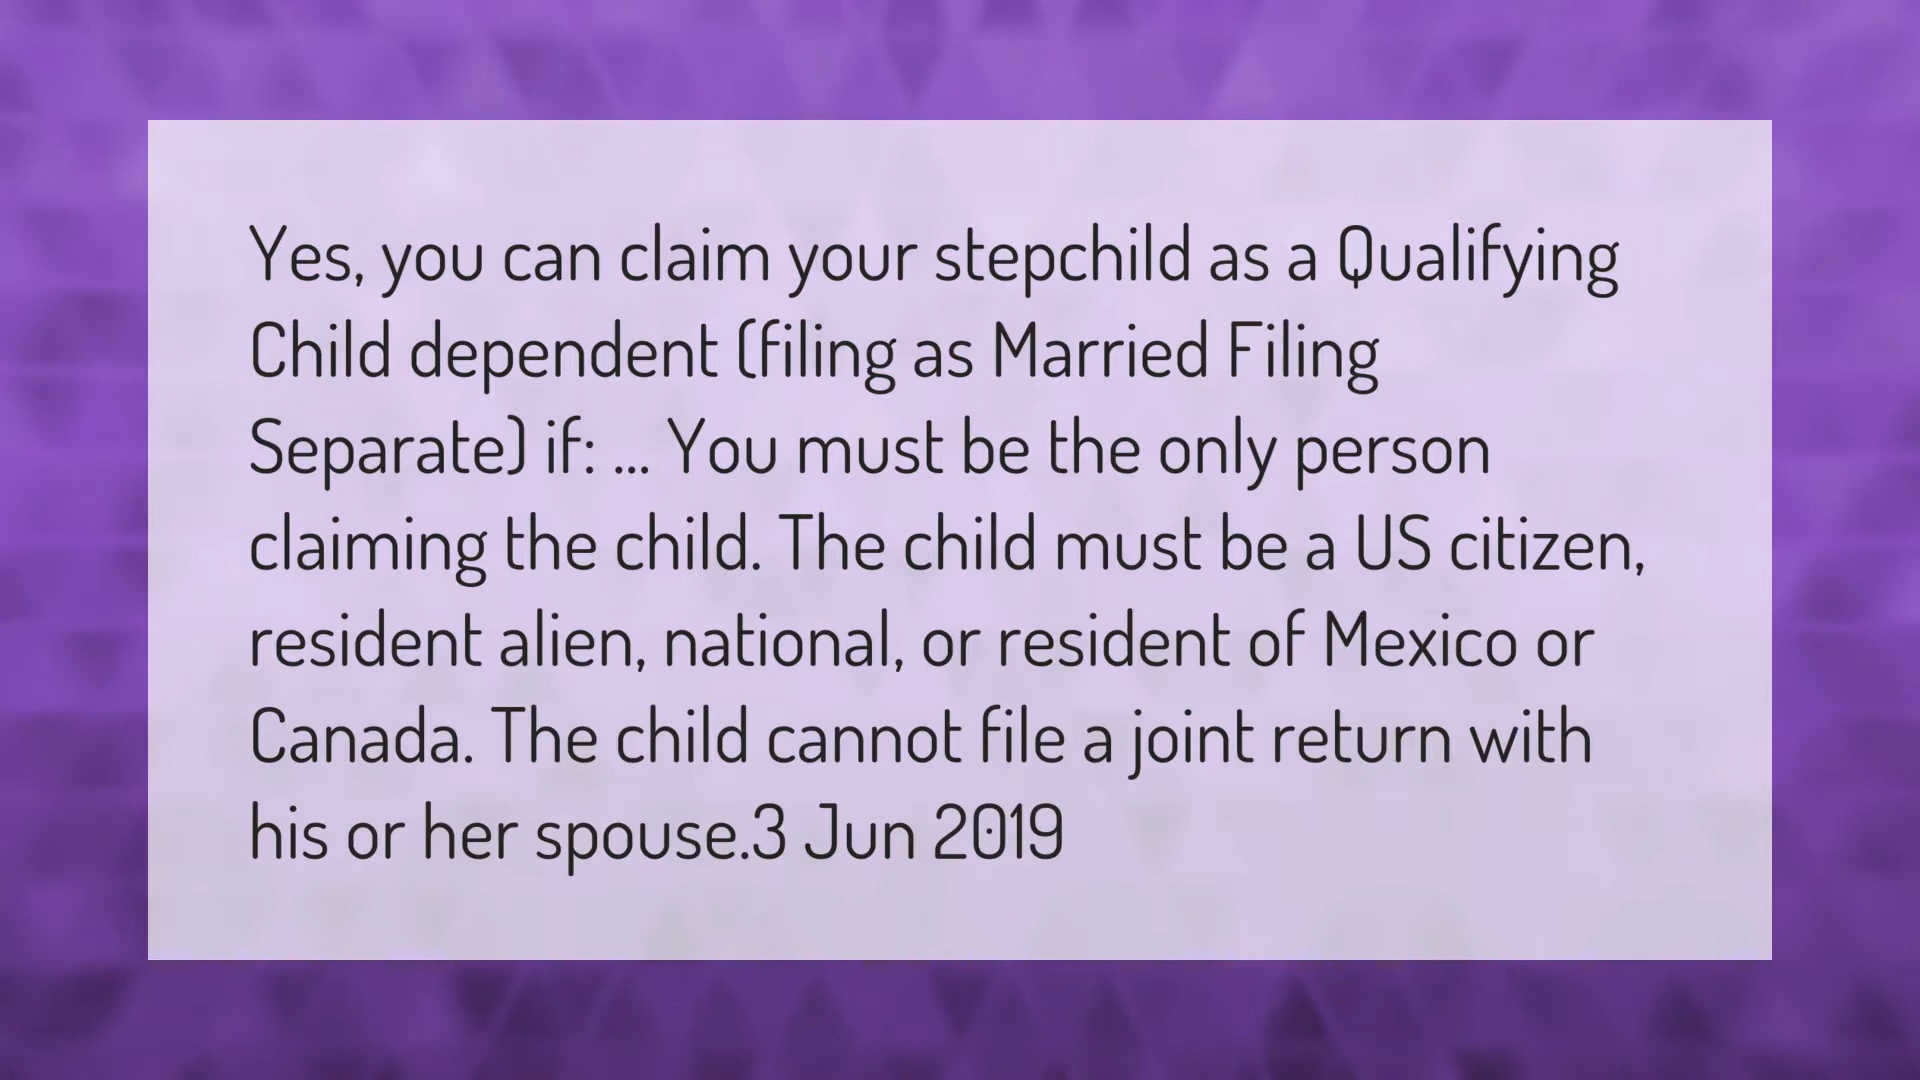 Yes, you can claim your stepchild as a Qualifying
Child dependent (filing as Married Filing
Separate) if: ... You must be the only person
claiming the child. The child must be a US citizen,
resident alien, national, or resident of Mexico or
Canada. The child cannot file a joint return with
his or her spouse.3 Jun 2019